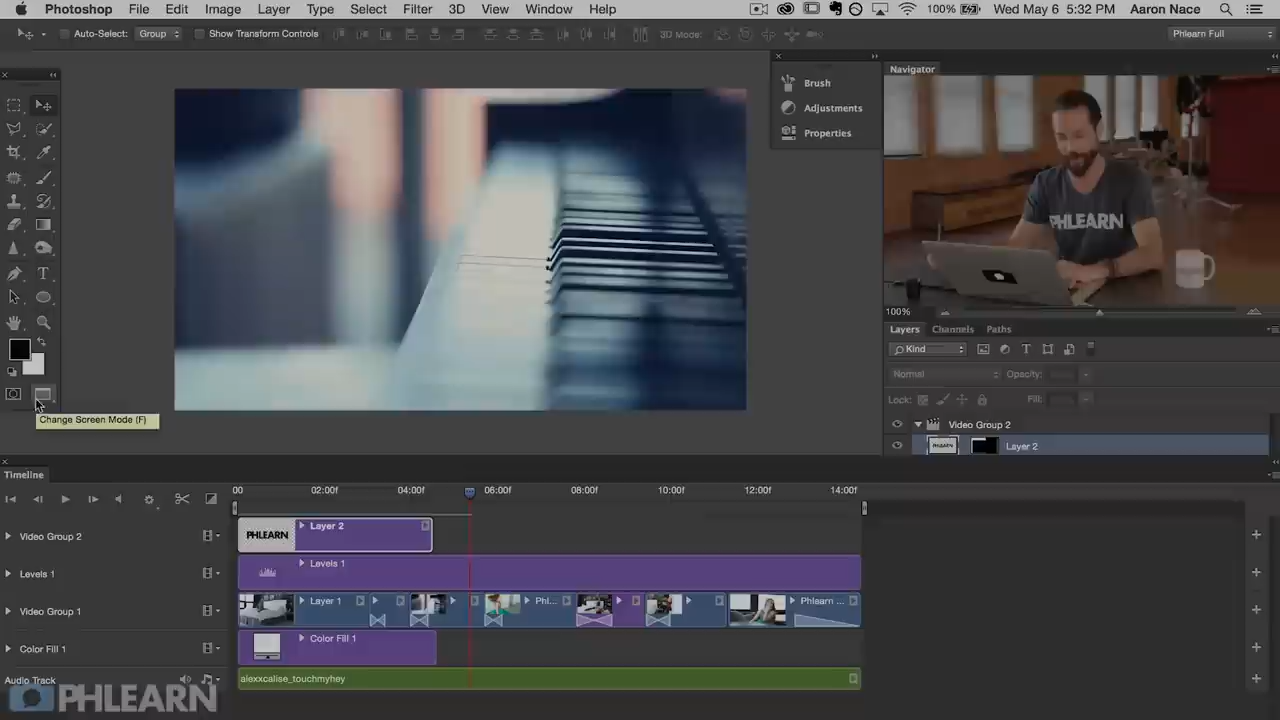 Photoshop File Edit Image Layer Type Select Filter 3D View Window Help 100% Wed May 6 5:32 PM Aaron Nace
Auto-Select: Group Show Transform Controls 3D Mode: Phlearn Full
Navigator
Brush
Adjustments
Properties
PHLEARN
100%
Layers Channels Paths
Kind
Normal Opacity:
Lock: Fill:
Change Screen Mode (F)
Video Group 2
PHLEARN Layer 2
Timeline
00 02:00f 04:00f 06:00f 08:00f 10:00f 12:00f 14:00f
Video Group 2 PHLEARN Layer 2
Levels 1 Levels 1
Video Group 1 Layer 1 Phl... Phlearn ...
Color Fill 1 Color Fill 1
Audio Track alexxcalise_touchmyhey
PHLEARN